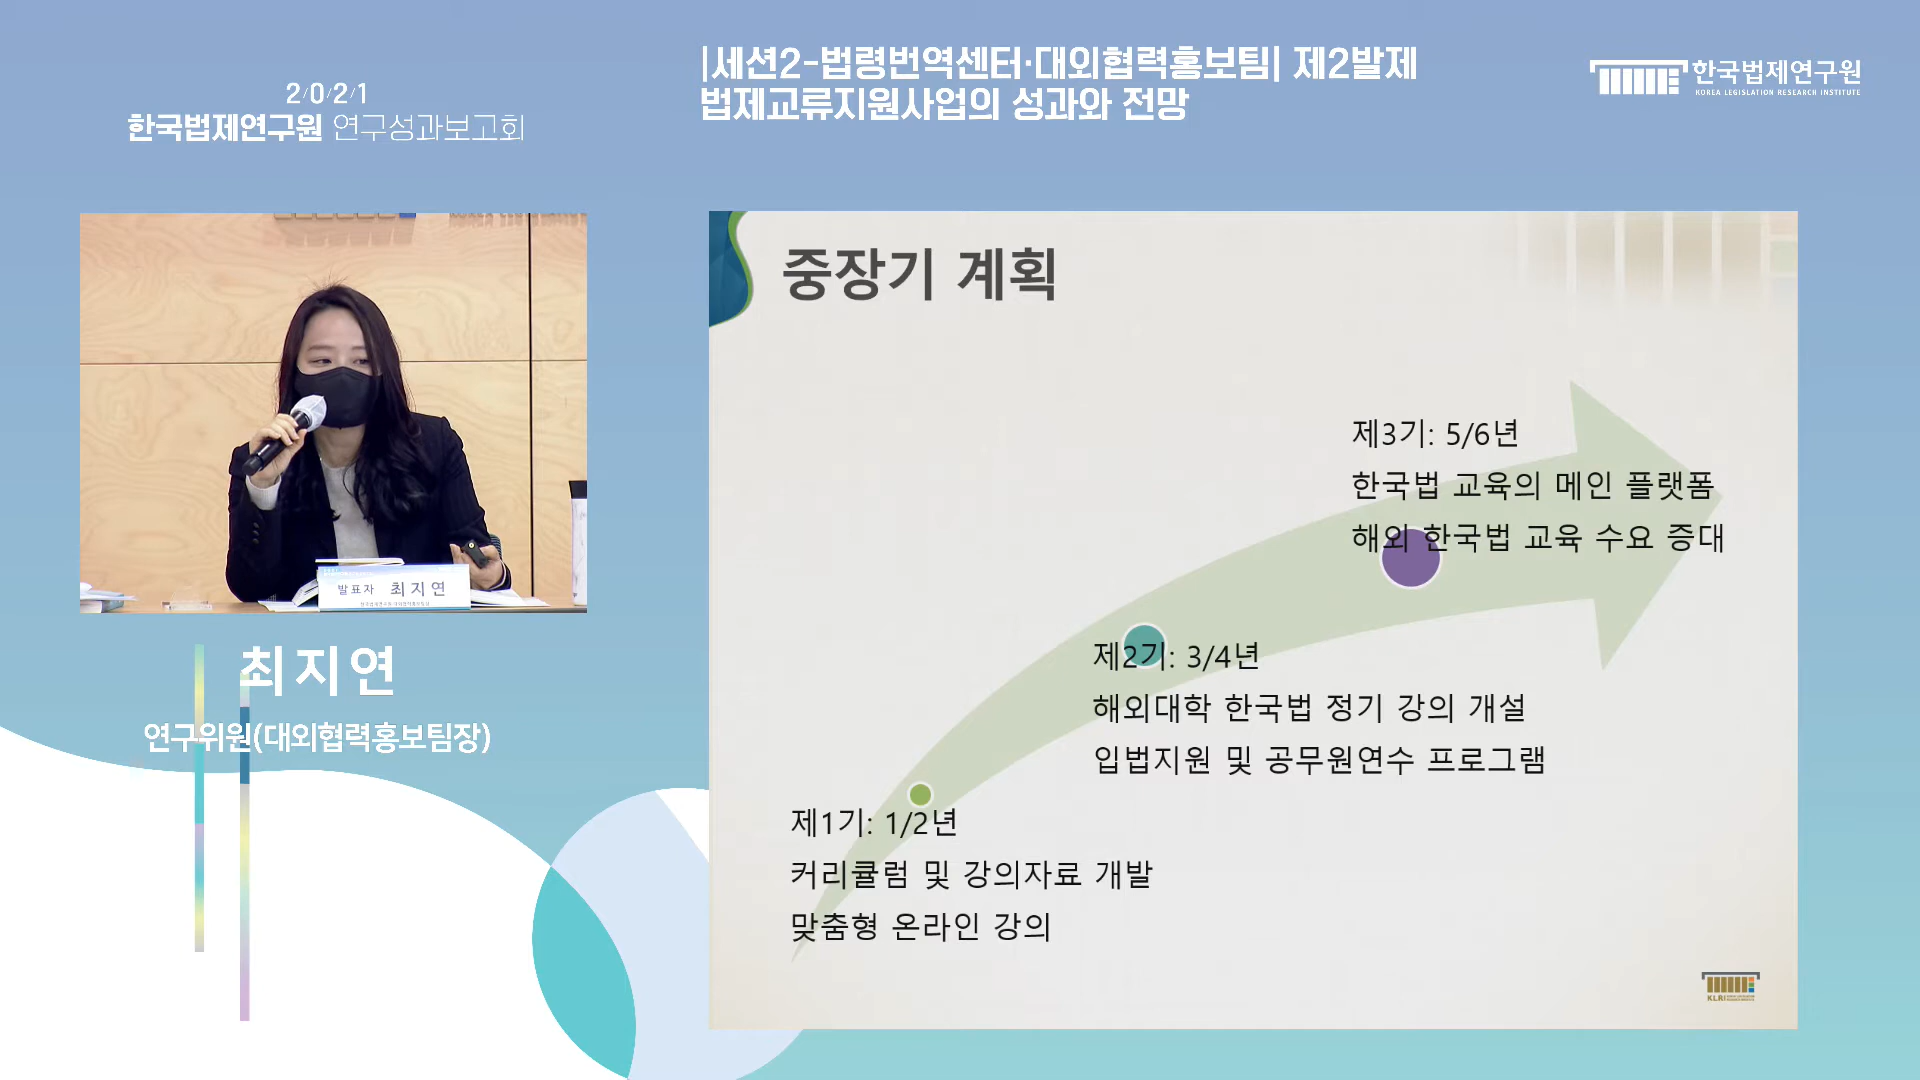 2/0/2/1
한국법제연구원 연구성과보고회
|세션2-법령번역센터·대외협력홍보팀| 제2발제
법제교류지원사업의 성과와 전망
한국법제연구원
KOREA LEGISLATION RESEARCH INSTITUTE
발표자 최지연
최지연
연구위원(대외협력홍보팀장)
중장기 계획
제3기: 5/6년
한국법 교육의 메인 플랫폼
해외 한국법 교육 수요 증대
제2기: 3/4년
해외대학 한국법 정기 강의 개설
입법지원 및 공무원연수 프로그램
제1기: 1/2년
커리큘럼 및 강의자료 개발
맞춤형 온라인 강의
KLRI